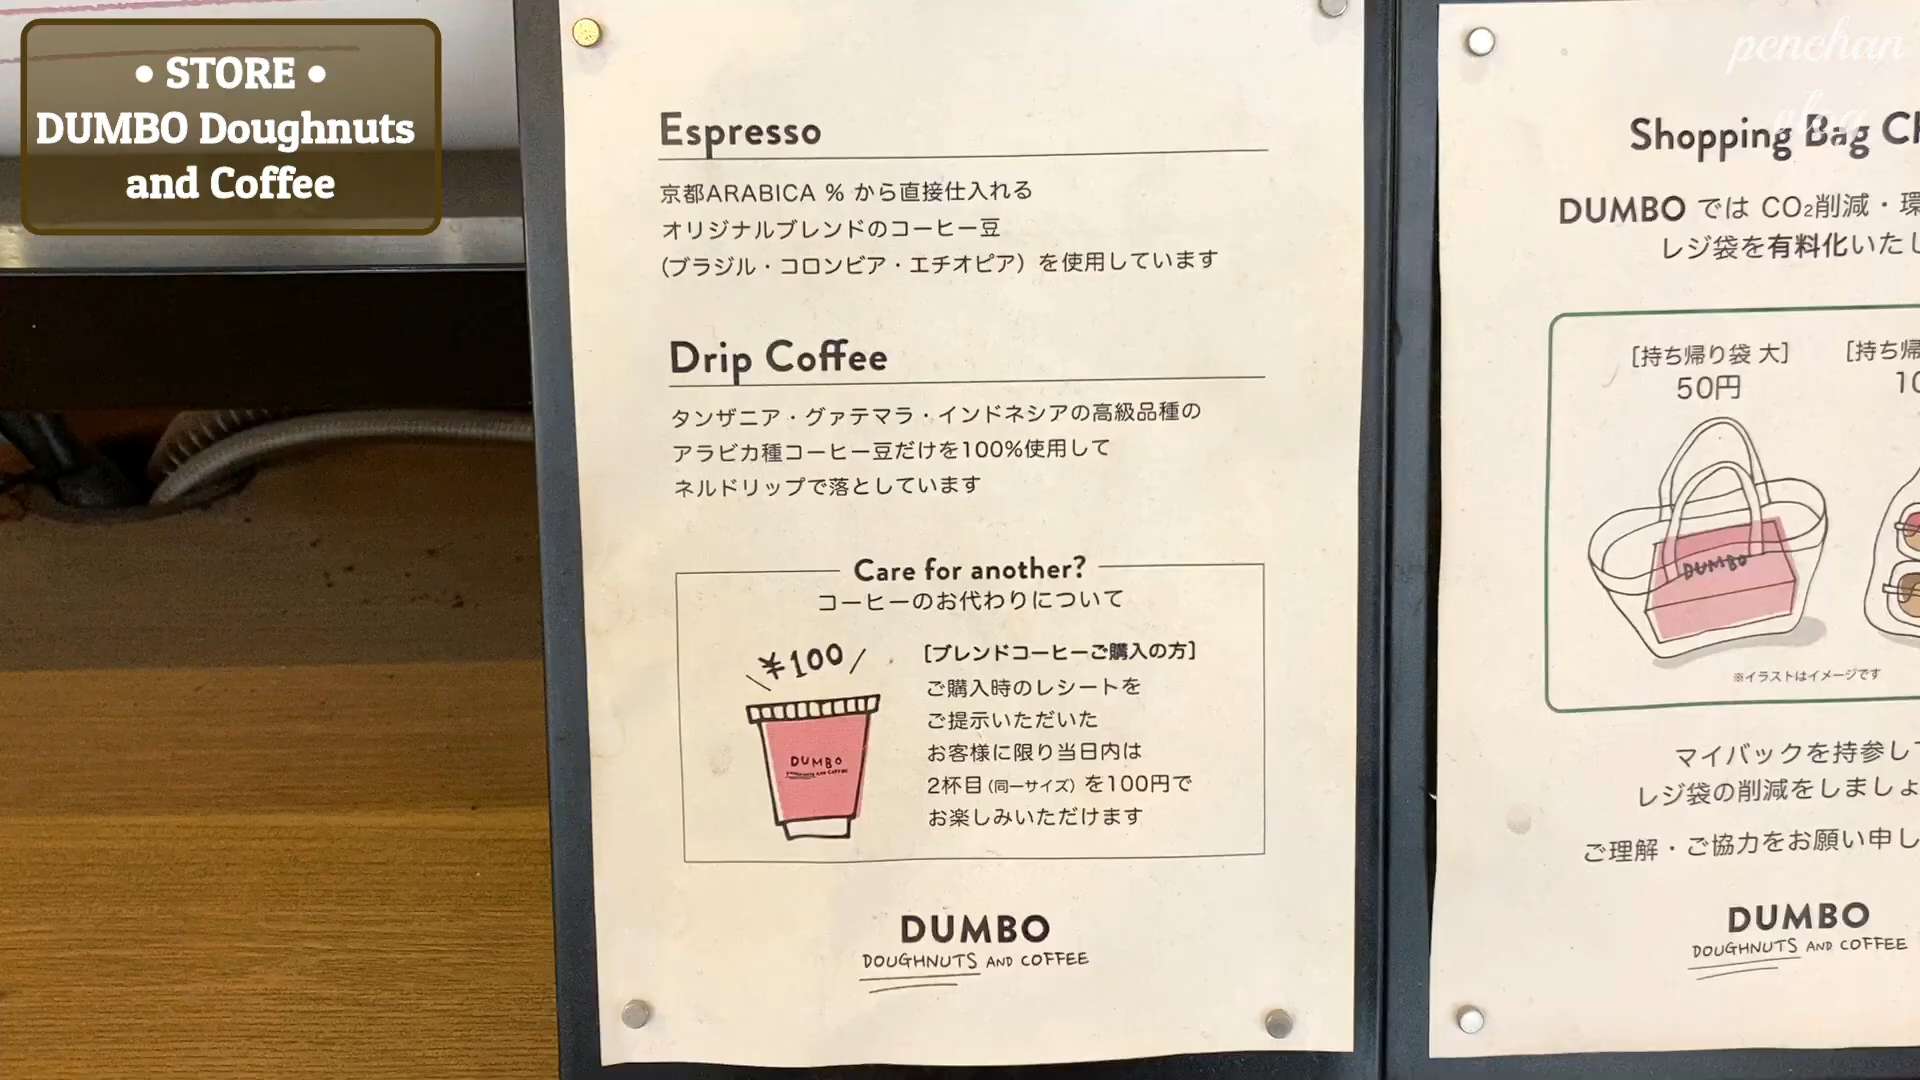 • STORE •
DUMBO Doughnuts
and Coffee
Espresso
京都ARABICA % から直接仕入れる
オリジナルブレンドのコーヒー豆
(ブラジル・コロンビア・エチオピア) を使用しています
Drip Coffee
タンザニア・グァテマラ・インドネシアの高級品種の
アラビカ種コーヒー豆だけを100%使用して
ネルドリップで落としています
Care for another?
コーヒーのお代わりについて
¥100
DUMBO
DOUGHNUTS AND COFFEE
[ブレンドコーヒーご購入の方]
ご購入時のレシートを
ご提示いただいた
お客様に限り当日内は
2杯目(同一サイズ) を100円で
お楽しみいただけます
DUMBO
DOUGHNUTS AND COFFEE
penchan
vlog
Shopping Bag Ch
DUMBO では CO₂削減・環
レジ袋を有料化いたし
[持ち帰り袋 大]
50円
[持ち帰
10
DUMBO
※イラストはイメージです
マイバックを持参して
レジ袋の削減をしましょ
ご理解・ご協力をお願い申し
DUMBO
DOUGHNUTS AND COFFEE